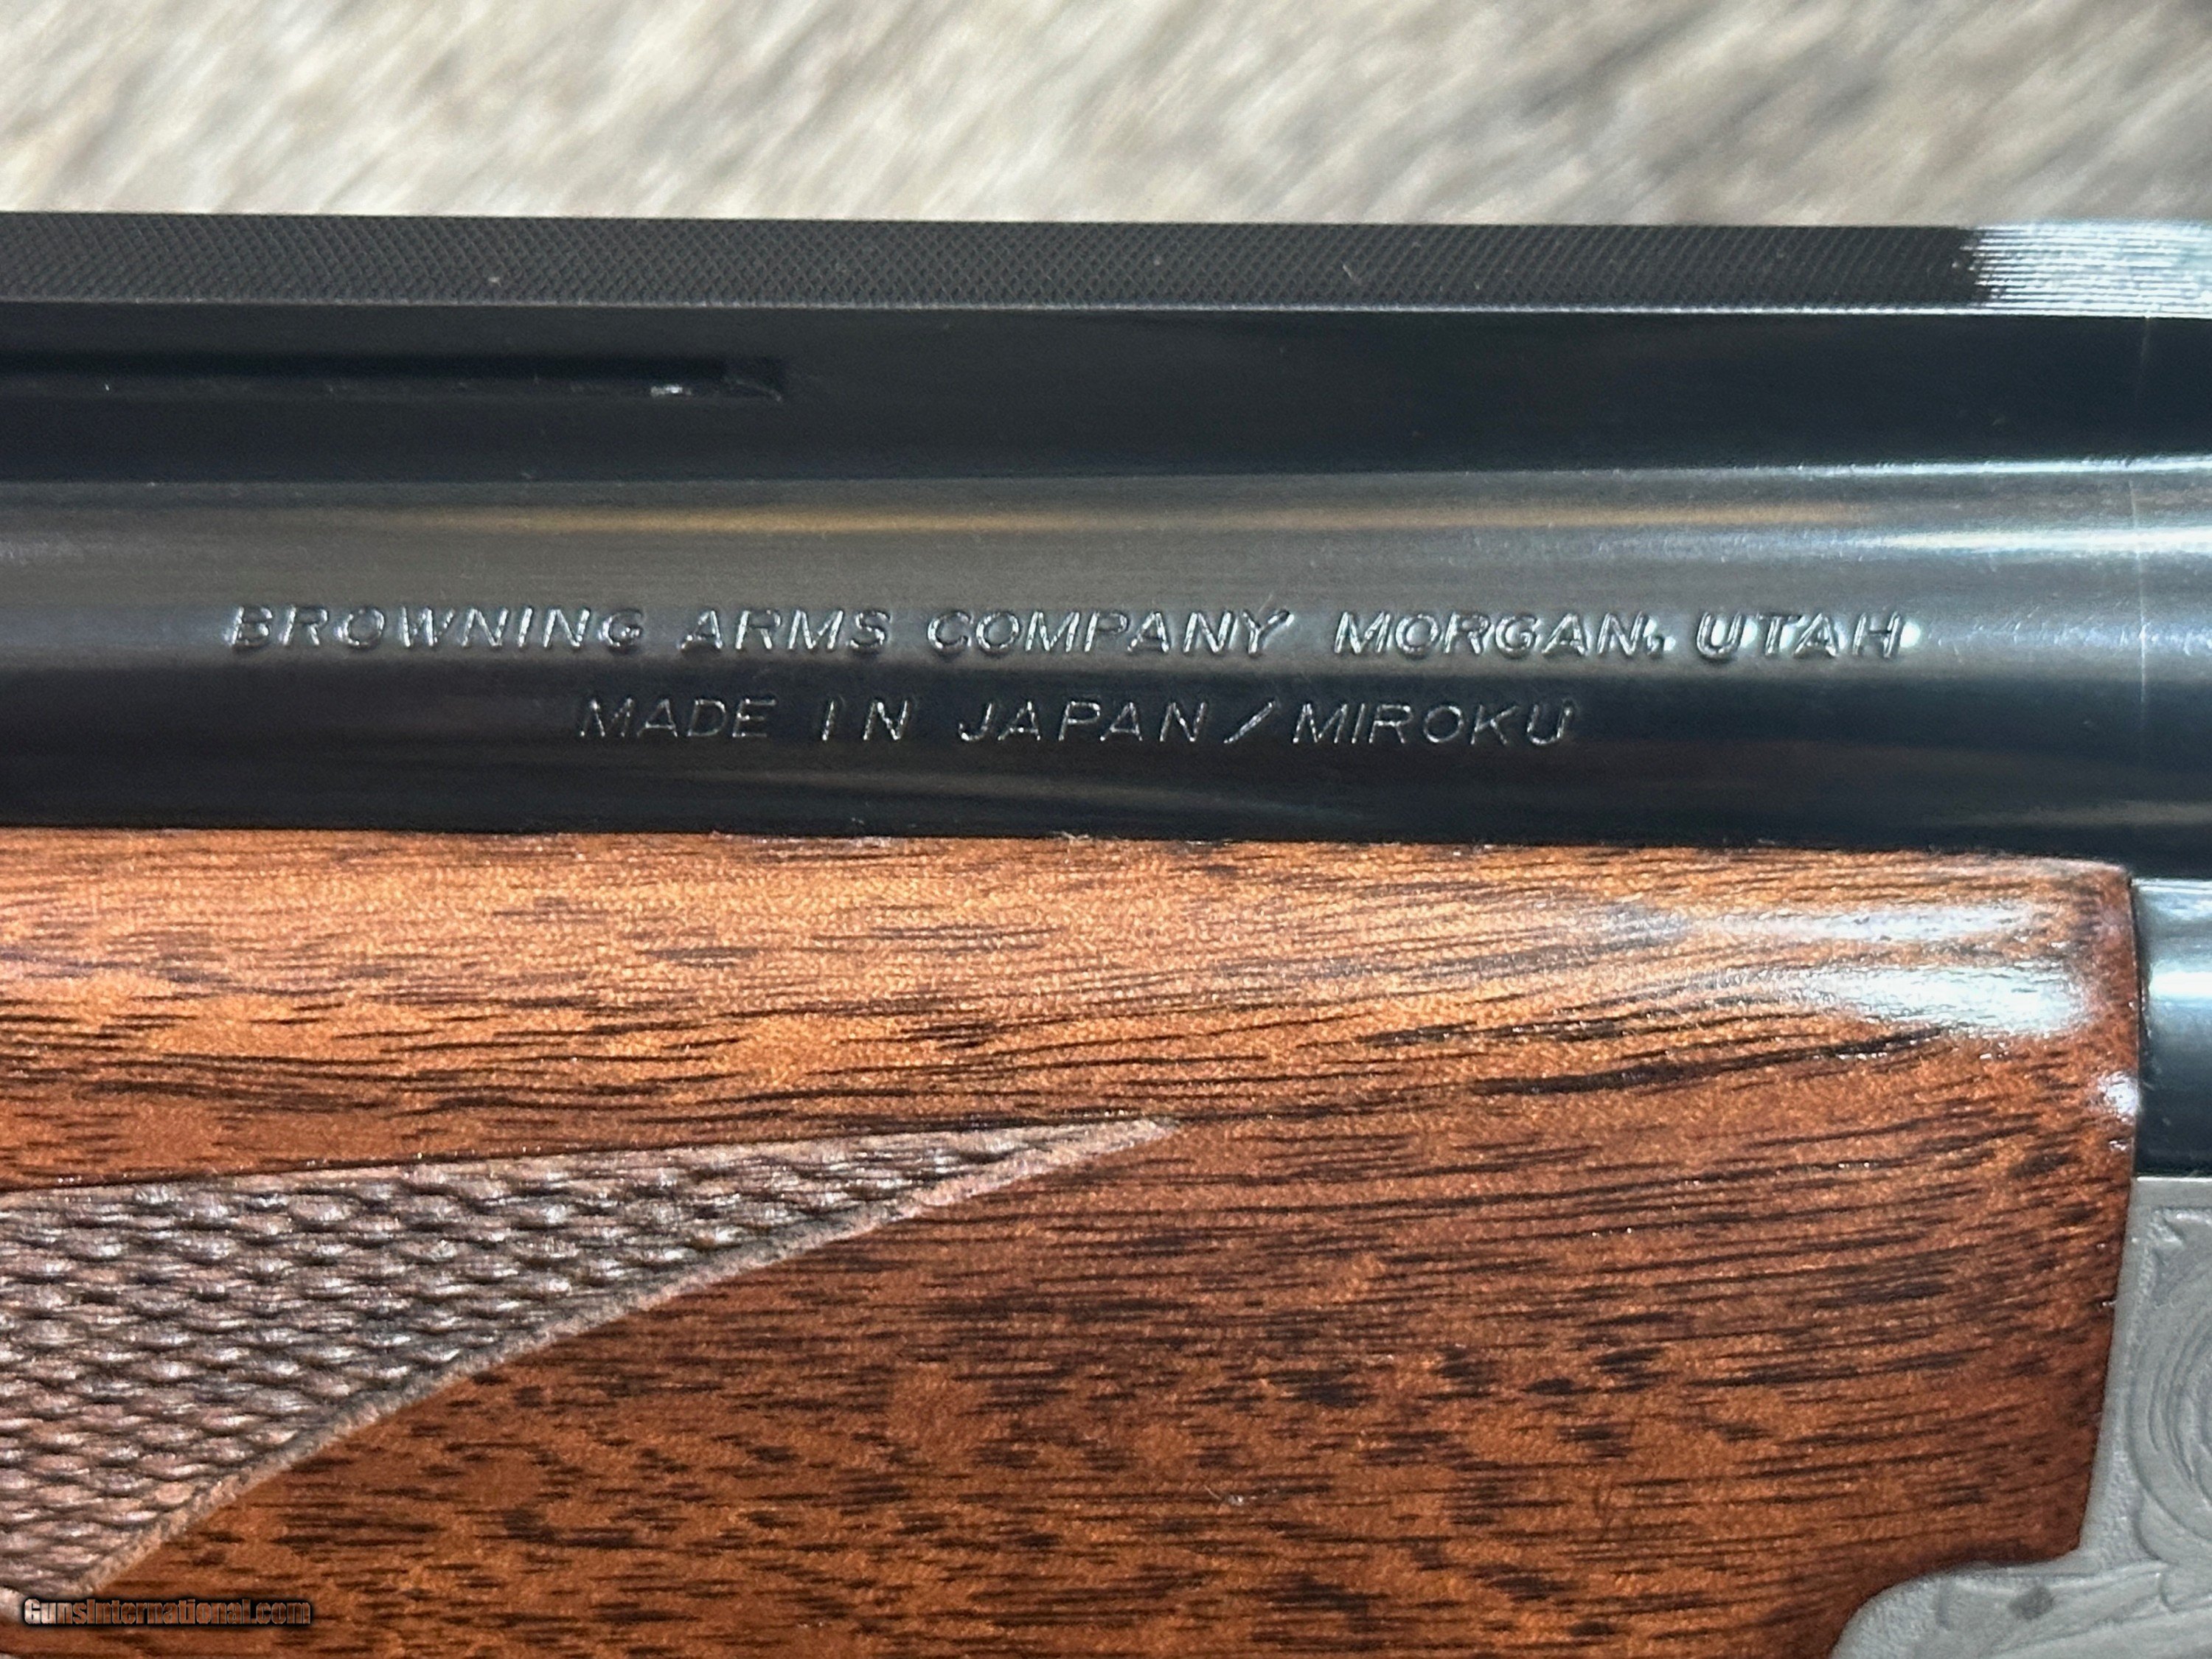 BROWNING ARMS COMPANY MORGAN, UTAH
MADE IN JAPAN/MIROKU
GunsInternational.com